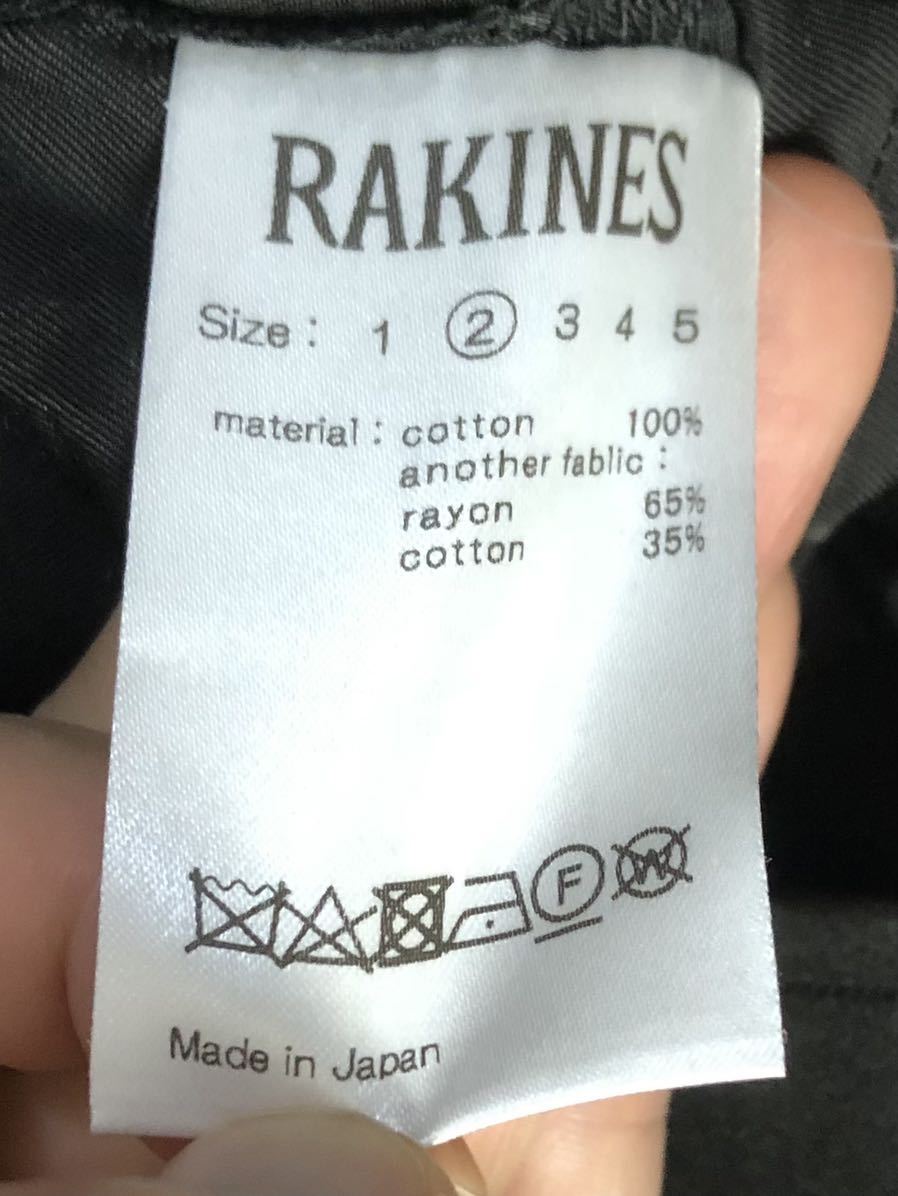 RAKINES
Size: 1 2 3 4 5
material: cotton 100%
another fablic:
rayon 65%
cotton 35%
F W
Made in Japan